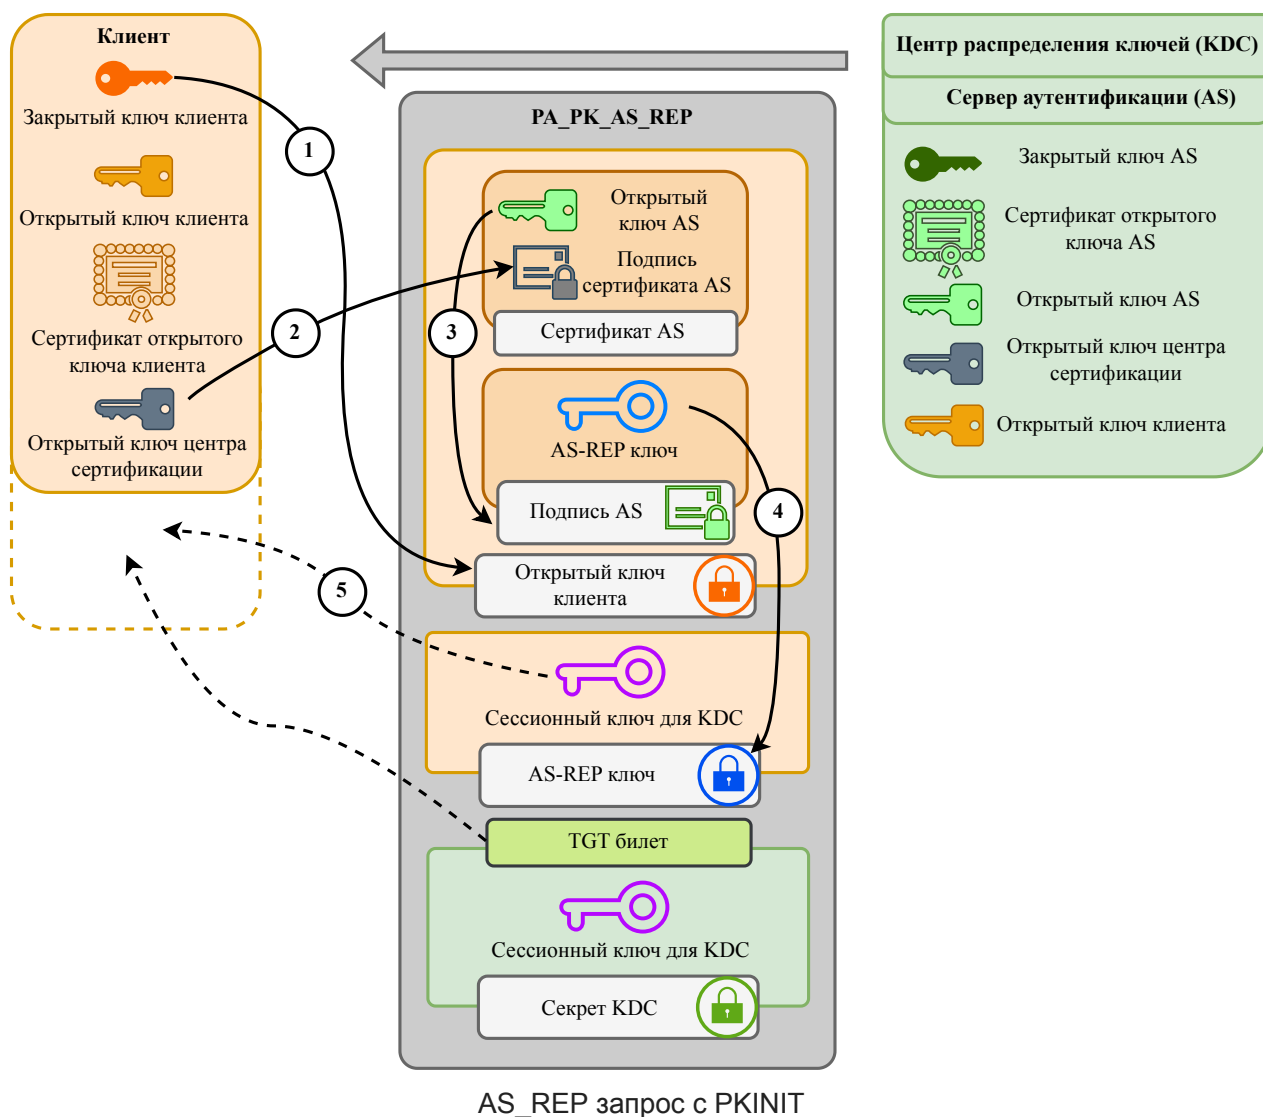 Клиент
Закрытый ключ клиента
Открытый ключ клиента
Сертификат открытого
ключа клиента
Открытый ключ центра
сертификации
1
2
3
4
5
PA_PK_AS_REP
Открытый
ключ AS
Подпись
сертификата AS
Сертификат AS
AS-REP ключ
Подпись AS
Открытый ключ
клиента
Сессионный ключ для KDC
AS-REP ключ
TGT билет
Сессионный ключ для KDC
Секрет KDC
Центр распределения ключей (KDC)
Сервер аутентификации (AS)
Закрытый ключ AS
Сертификат открытого
ключа AS
Открытый ключ AS
Открытый ключ центра
сертификации
Открытый ключ клиента
AS_REP запрос с PKINIT